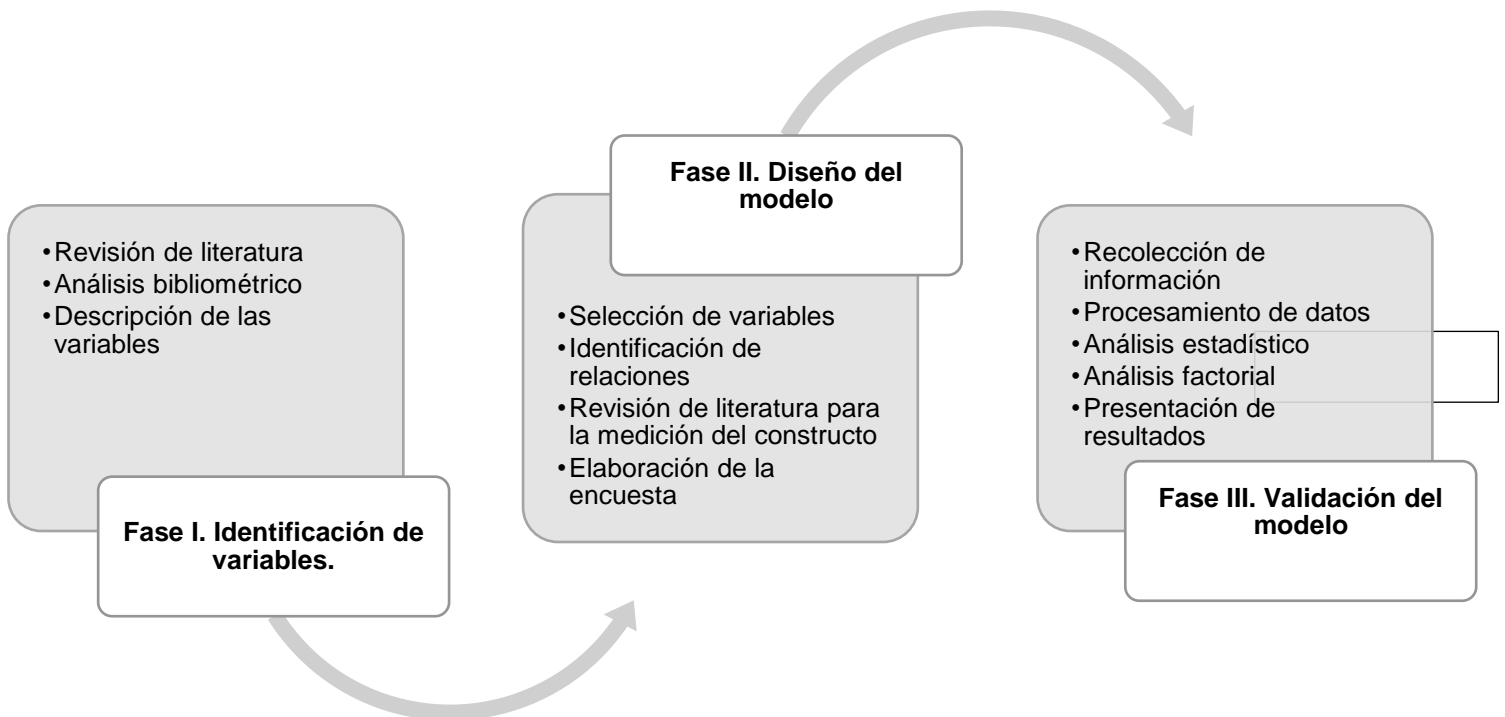 •Revisión de literatura
•Análisis bibliométrico
•Descripción de las
variables
Fase I. Identificación de
variables.
Fase II. Diseño del
modelo
•Selección de variables
•Identificación de
relaciones
•Revisión de literatura para
la medición del constructo
•Elaboración de la
encuesta
•Recolección de
información
•Procesamiento de datos
•Análisis estadístico
•Análisis factorial
•Presentación de
resultados
Fase III. Validación del
modelo